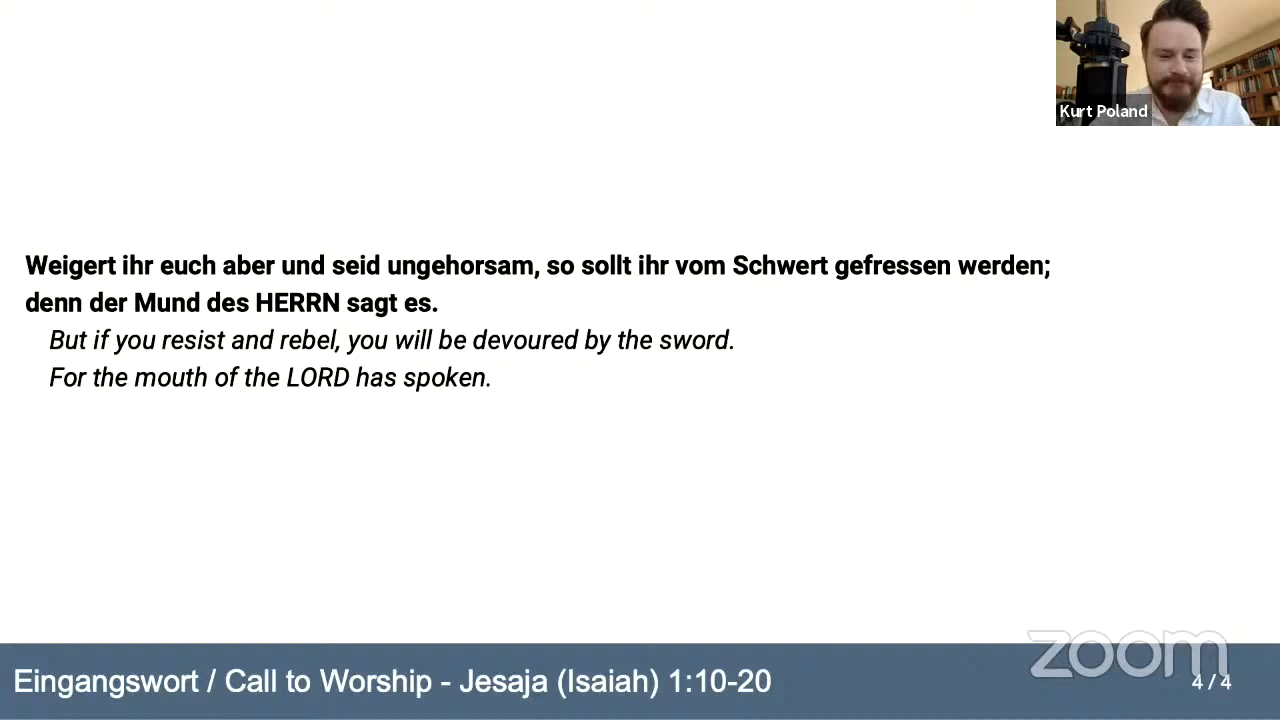 Kurt Poland
Weigert ihr euch aber und seid ungehorsam, so sollt ihr vom Schwert gefressen werden;
denn der Mund des HERRN sagt es.
But if you resist and rebel, you will be devoured by the sword.
For the mouth of the LORD has spoken.
zoom
Eingangswort / Call to Worship - Jesaja (Isaiah) 1:10-20
4 / 4